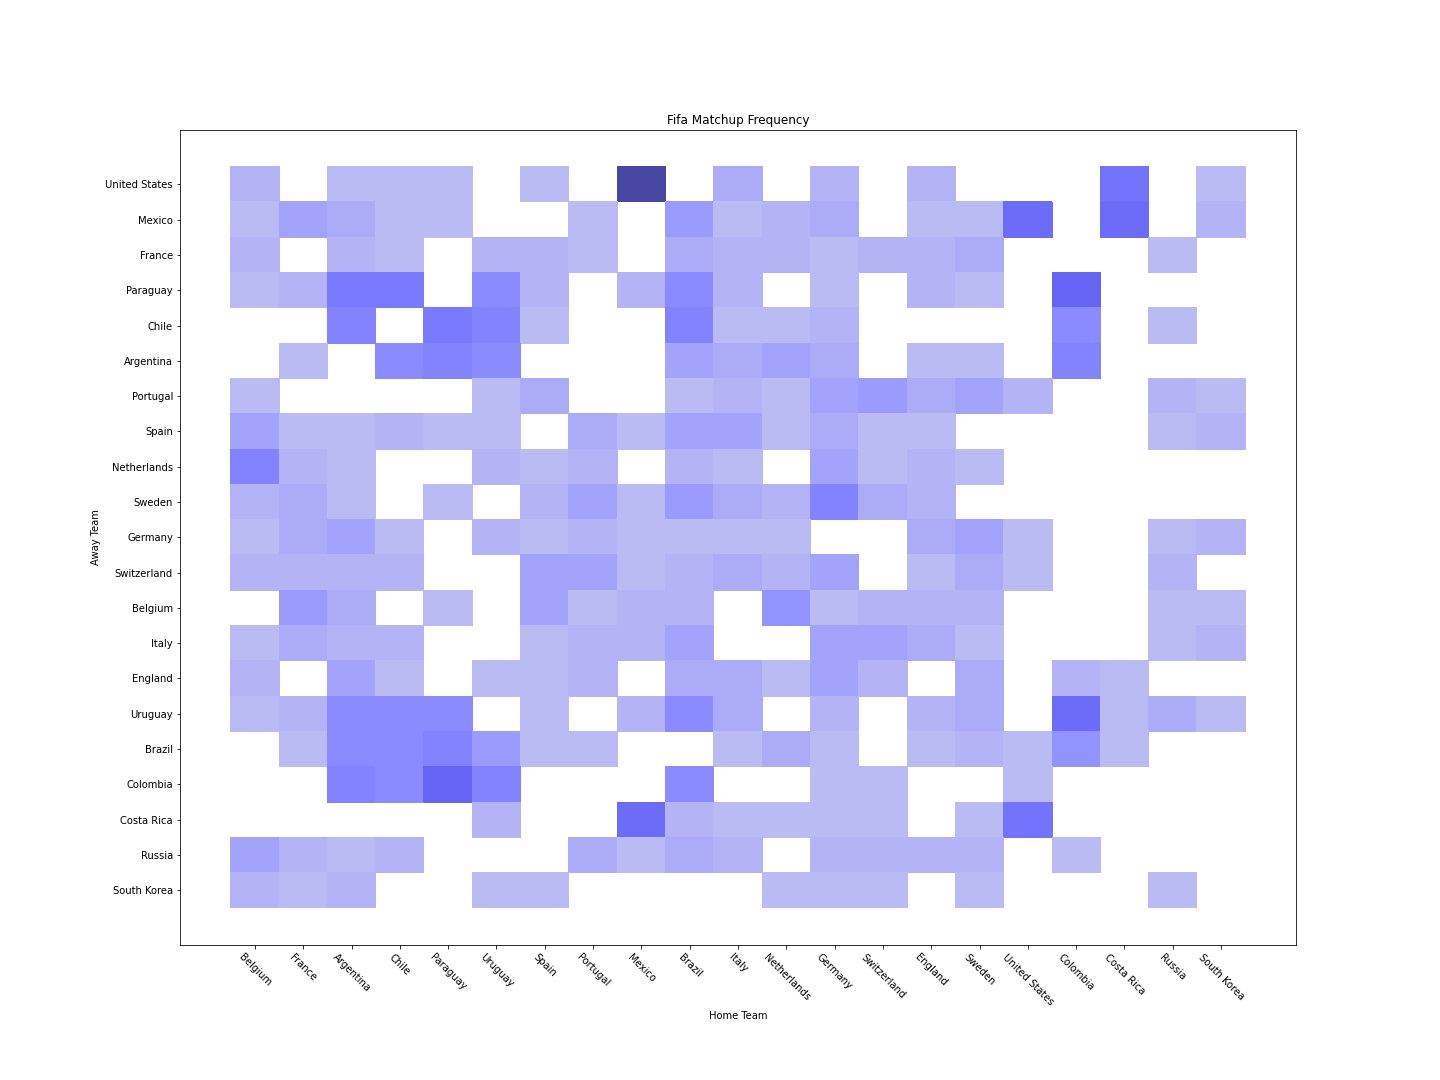 Fifa Matchup Frequency
United States
Mexico
France
Paraguay
Chile
Argentina
Portugal
Spain
Netherlands
Sweden
Germany
Switzerland
Belgium
Italy
England
Uruguay
Brazil
Colombia
Costa Rica
Russia
South Korea
Away Team
Belgium
France
Argentina
Chile
Paraguay
Uruguay
Spain
Portugal
Mexico
Brazil
Italy
Netherlands
Germany
Switzerland
England
Sweden
United States
Colombia
Costa Rica
Russia
South Korea
Home Team